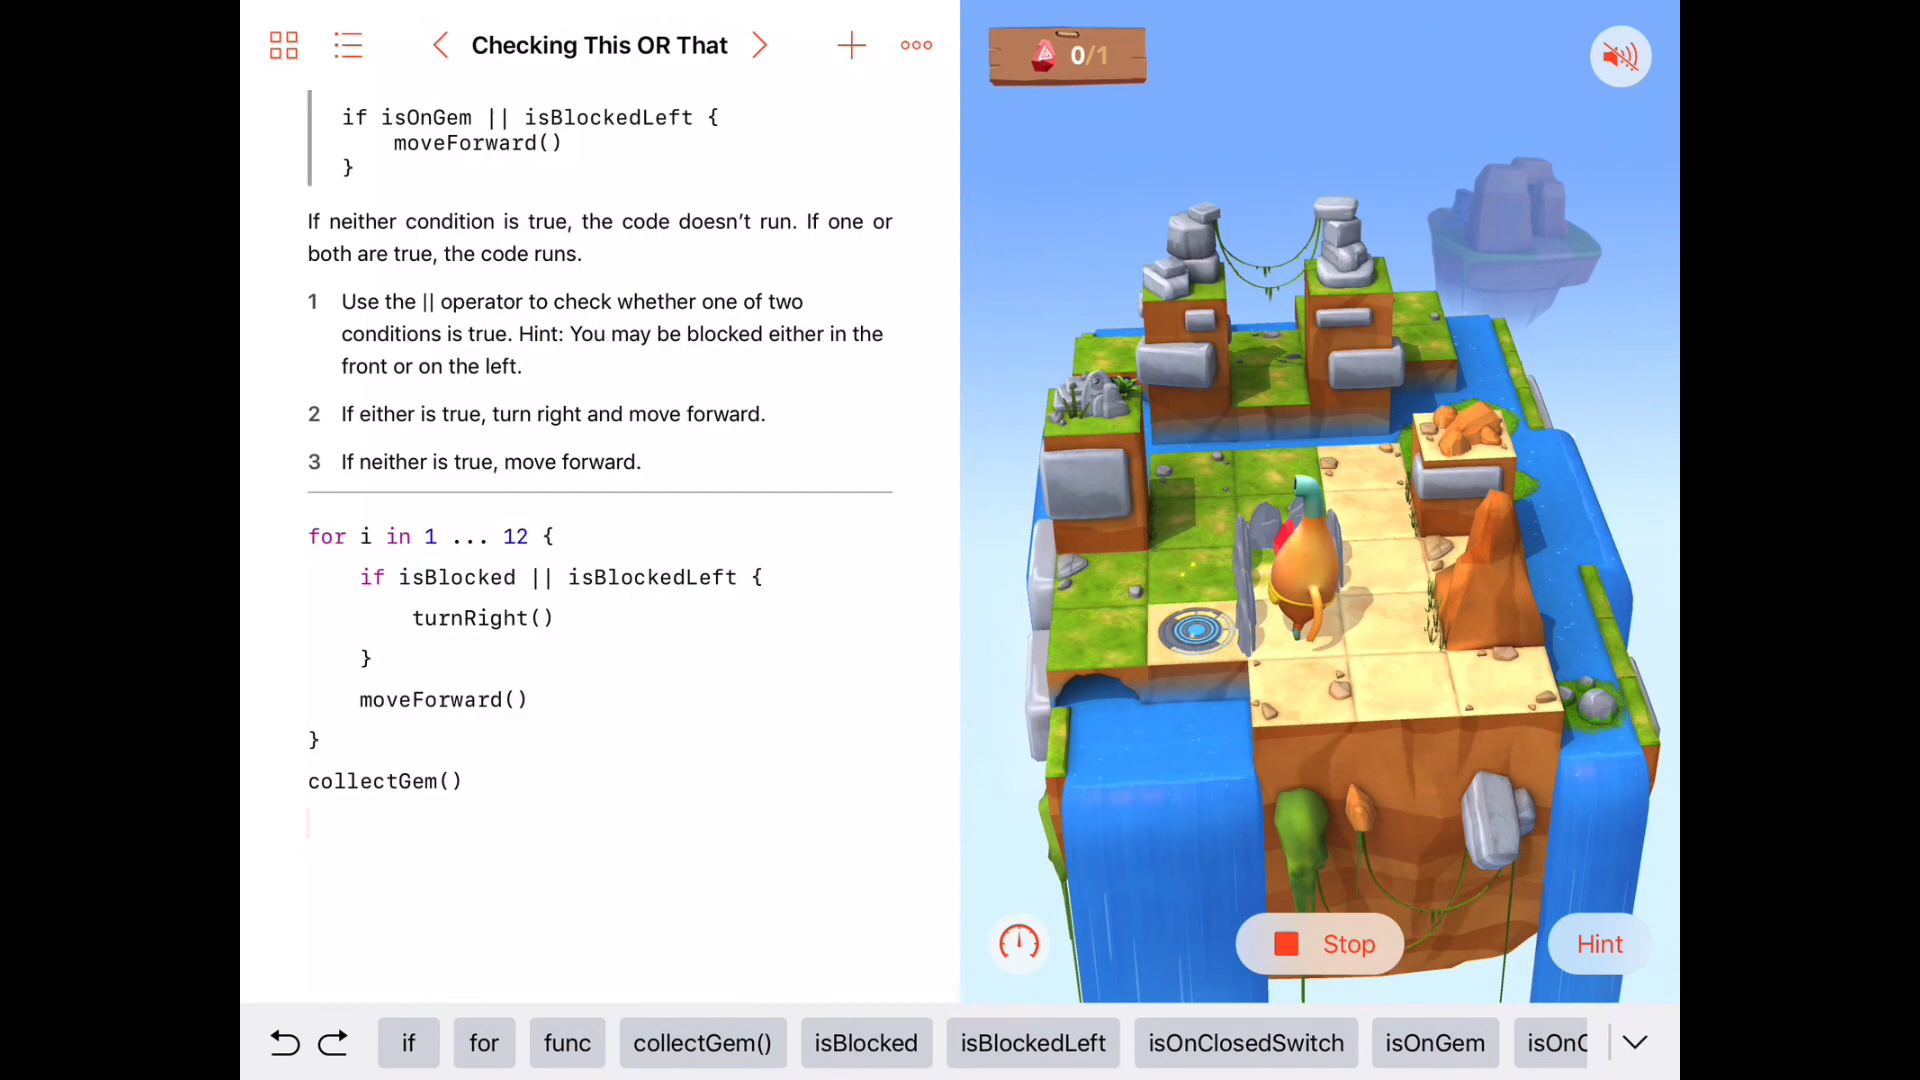 Checking This OR That
if isOnGem || isBlockedLeft {
moveForward()
}
If neither condition is true, the code doesn’t run. If one or
both are true, the code runs.
1 Use the || operator to check whether one of two
conditions is true. Hint: You may be blocked either in the
front or on the left.
2 If either is true, turn right and move forward.
3 If neither is true, move forward.
for i in 1 ... 12 {
if isBlocked || isBlockedLeft {
turnRight()
}
moveForward()
}
collectGem()
0/1
Stop
Hint
if for func collectGem() isBlocked isBlockedLeft isOnClosedSwitch isOnGem